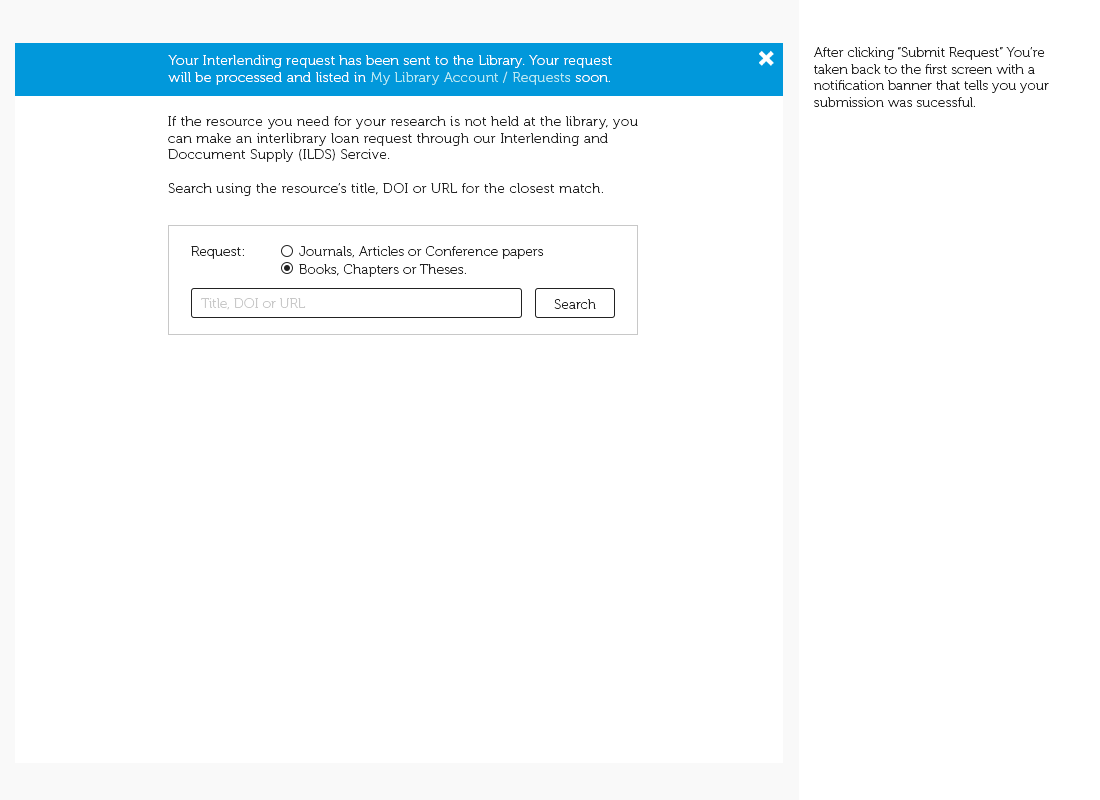 Your Interlending request has been sent to the Library. Your request
will be processed and listed in My Library Account / Requests soon.
If the resource you need for your research is not held at the library, you
can make an interlibrary loan request through our Interlending and
Doccument Supply (ILDS) Sercive.
Search using the resource's title, DOI or URL for the closest match.
Request:
Journals, Articles or Conference papers
Books, Chapters or Theses.
Title, DOI or URL
Search
After clicking “Submit Request” You're
taken back to the first screen with a
notification banner that tells you your
submission was sucessful.